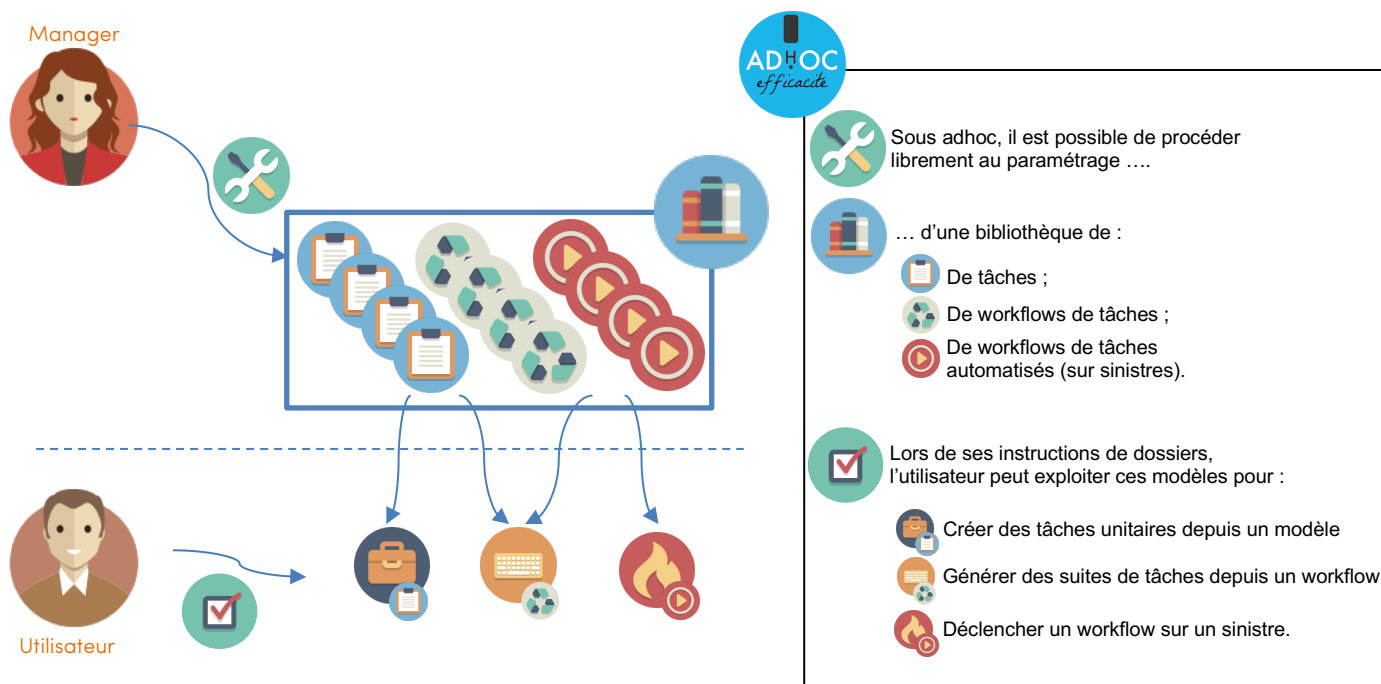 Manager
Utilisateur
ADHOC
efficacité
Sous adhoc, il est possible de procéder
librement au paramétrage ….
… d’une bibliothèque de :
De tâches ;
De workflows de tâches ;
De workflows de tâches
automatisés (sur sinistres).
Lors de ses instructions de dossiers,
l’utilisateur peut exploiter ces modèles pour :
Créer des tâches unitaires depuis un modèle
Générer des suites de tâches depuis un workflow
Déclencher un workflow sur un sinistre.